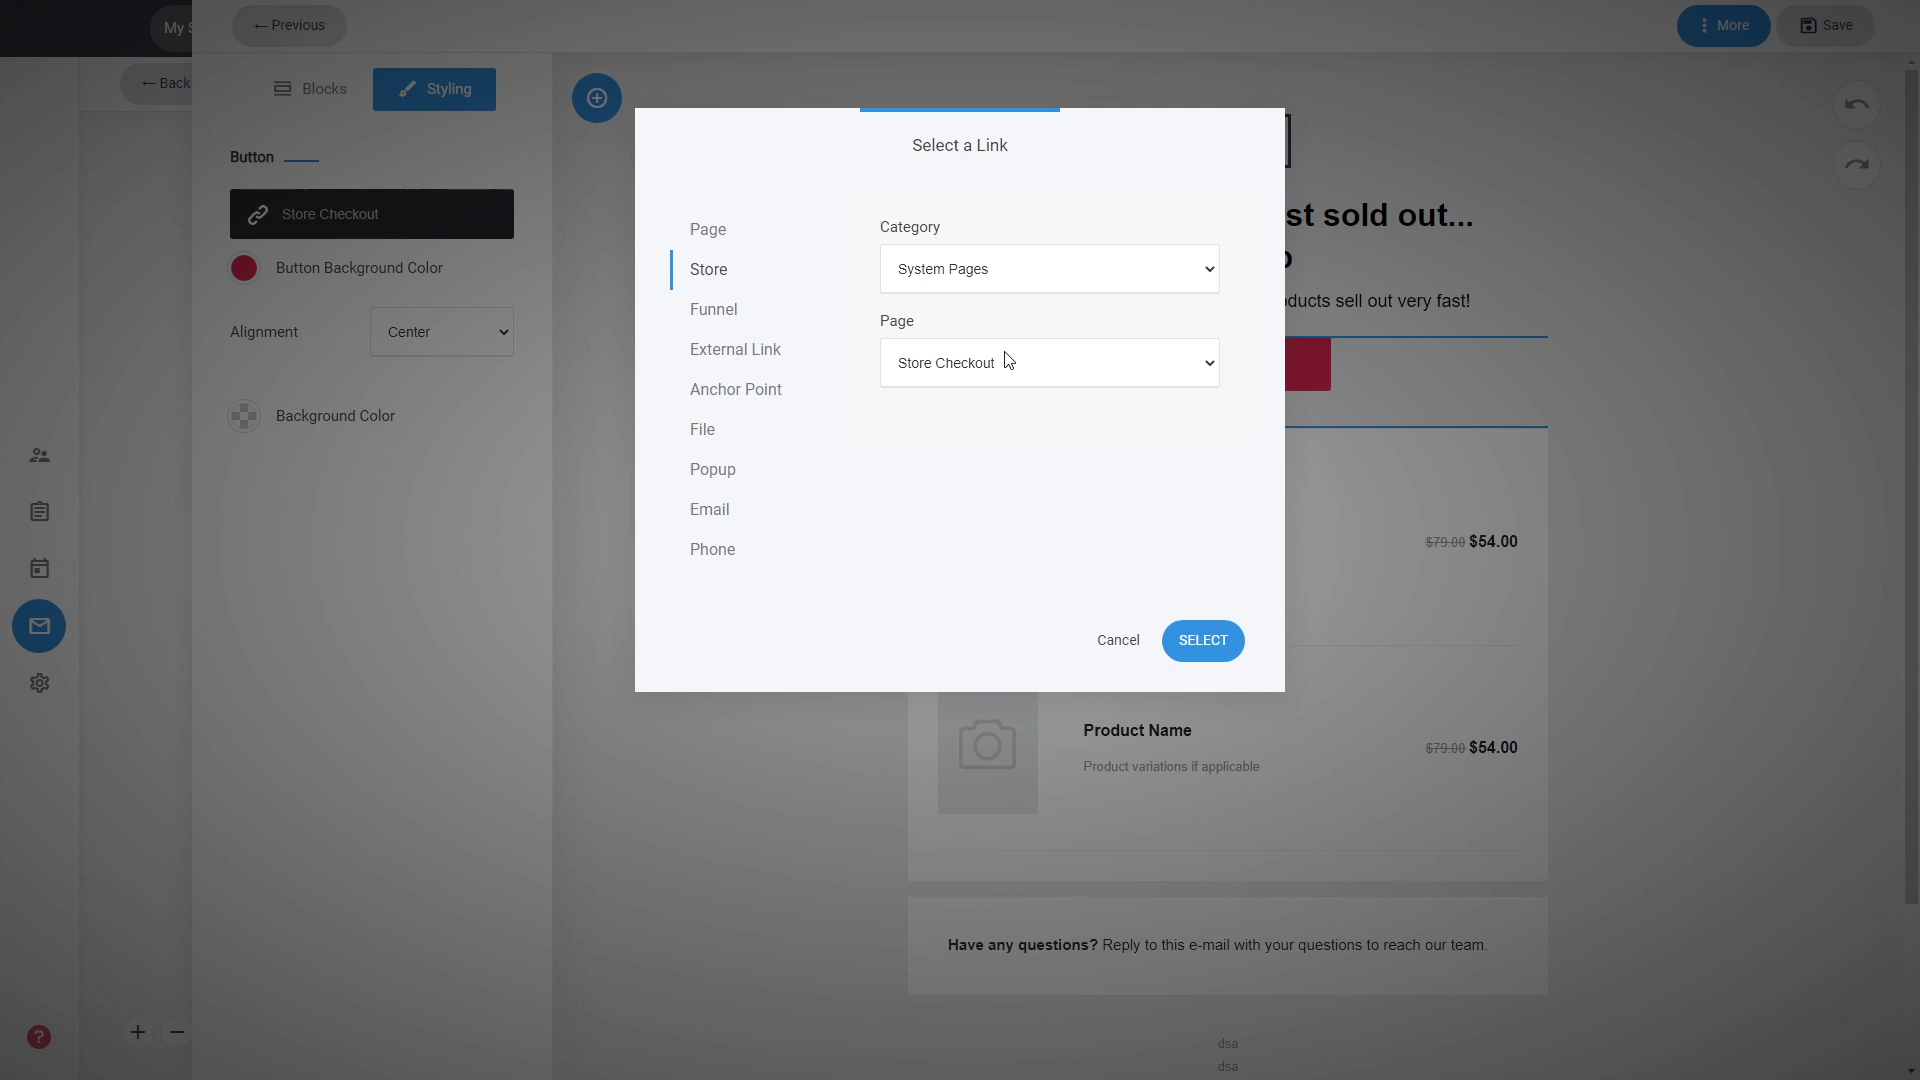 My S
← Previous
More
Save
← Back
Blocks
Styling
Button
Store Checkout
Button Background Color
Alignment
Center
Background Color
Select a Link
Page
Store
Funnel
External Link
Anchor Point
File
Popup
Email
Phone
Category
System Pages
Page
Store Checkout
Cancel
SELECT
st sold out...
ducts sell out very fast!
$79.00 $54.00
Product Name
Product variations if applicable
$79.00 $54.00
Have any questions? Reply to this e-mail with your questions to reach our team.
dsa
dsa
?